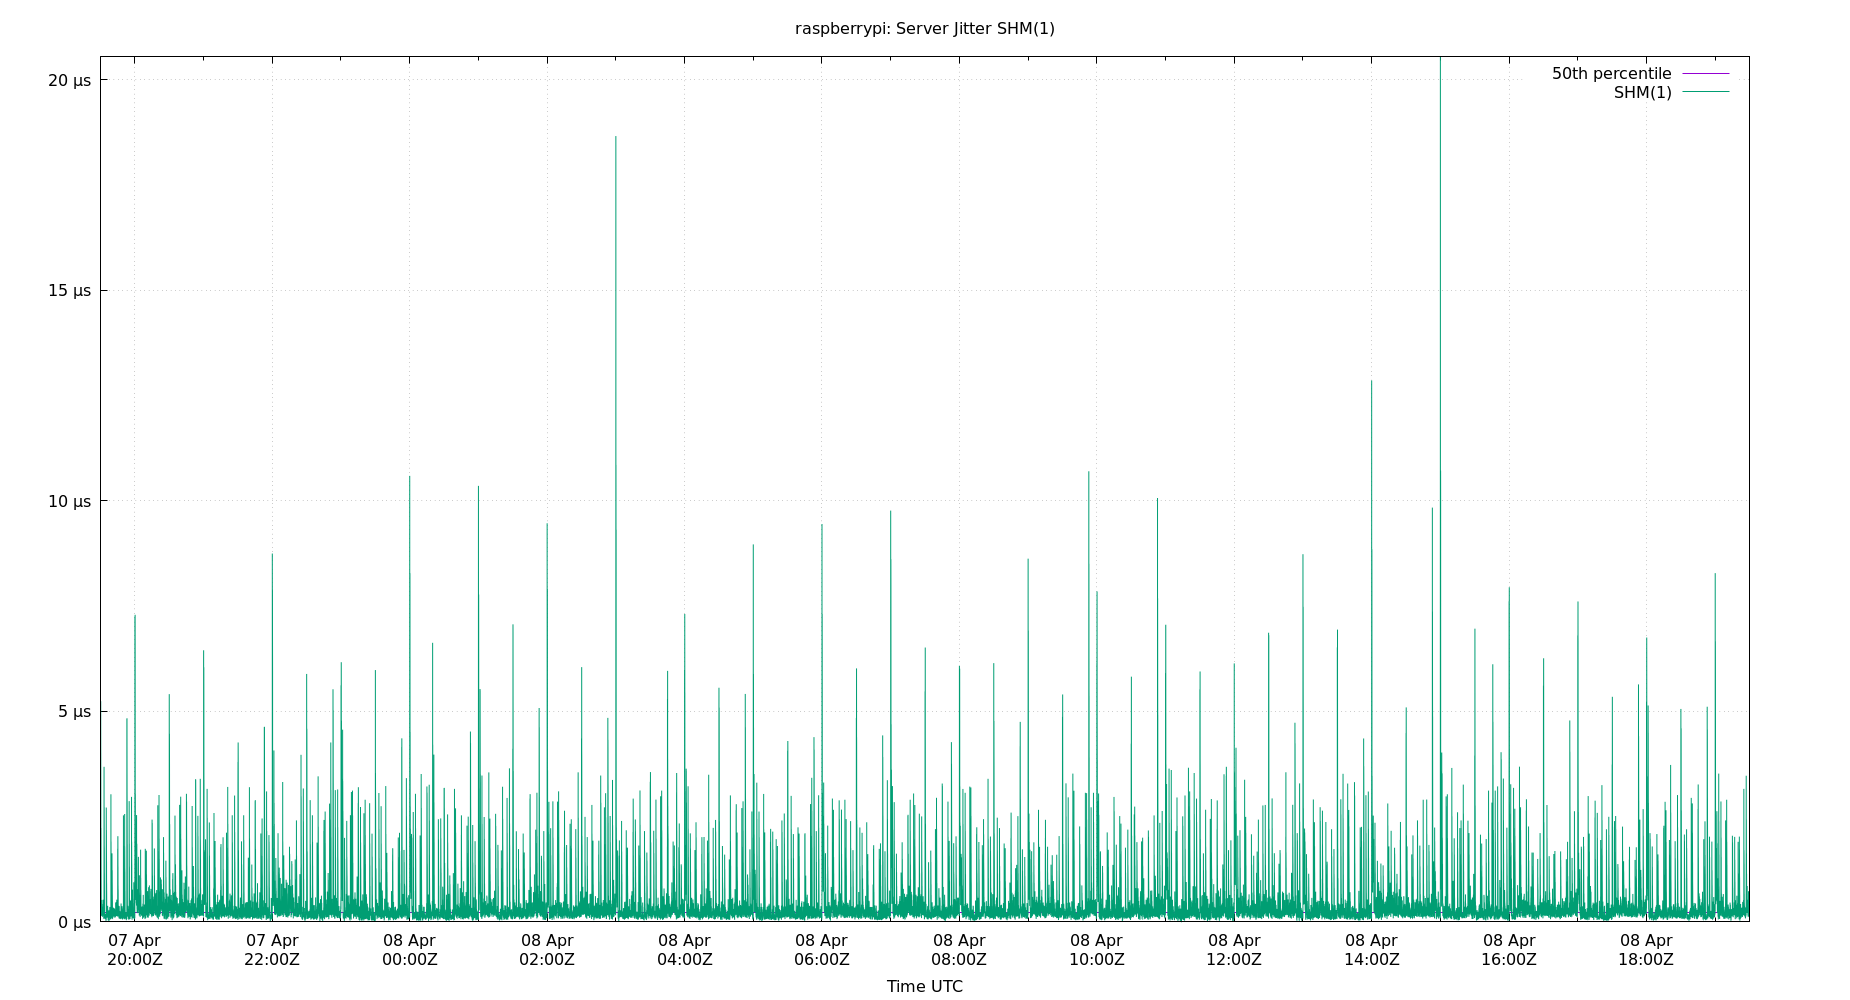 raspberrypi: Server Jitter SHM(1)
50th percentile
SHM(1)
20 µs
15 µs
10 µs
5 µs
0 µs
07 Apr 07 Apr 08 Apr 08 Apr 08 Apr 08 Apr 08 Apr 08 Apr 08 Apr 08 Apr 08 Apr 08 Apr
20:00Z 22:00Z 00:00Z 02:00Z 04:00Z 06:00Z 08:00Z 10:00Z 12:00Z 14:00Z 16:00Z 18:00Z
Time UTC